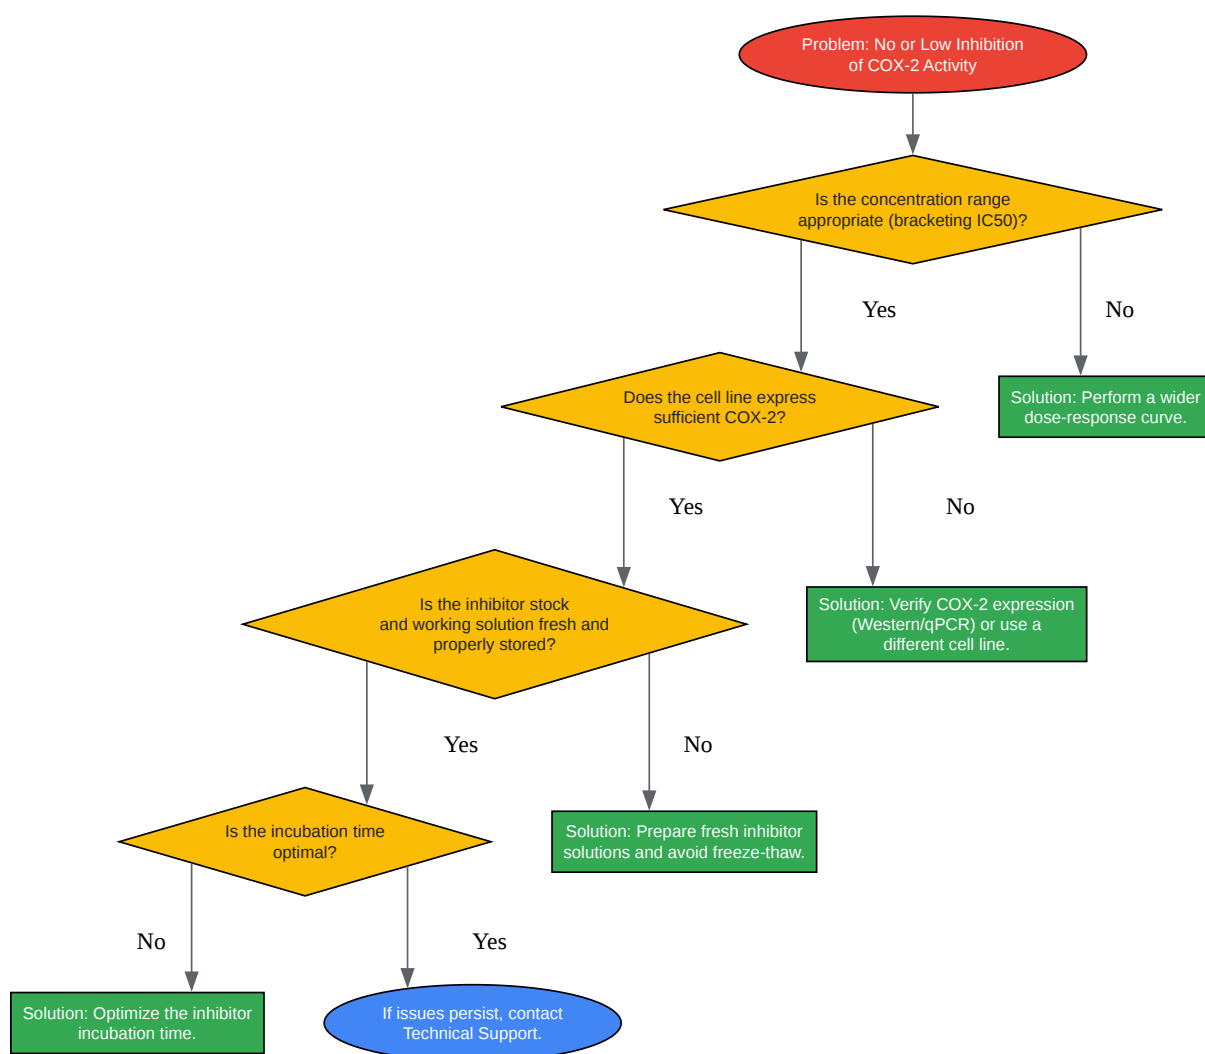 Problem: No or Low Inhibition
of COX-2 Activity
Is the concentration range
appropriate (bracketing IC50)?
Yes
No
Does the cell line express
sufficient COX-2?
Solution: Perform a wider
dose-response curve.
Yes
No
Is the inhibitor stock
and working solution fresh and
properly stored?
Solution: Verify COX-2 expression
(Western/qPCR) or use a
different cell line.
Yes
No
Is the incubation time
optimal?
Solution: Prepare fresh inhibitor
solutions and avoid freeze-thaw.
No
Yes
Solution: Optimize the inhibitor
incubation time.
If issues persist, contact
Technical Support.